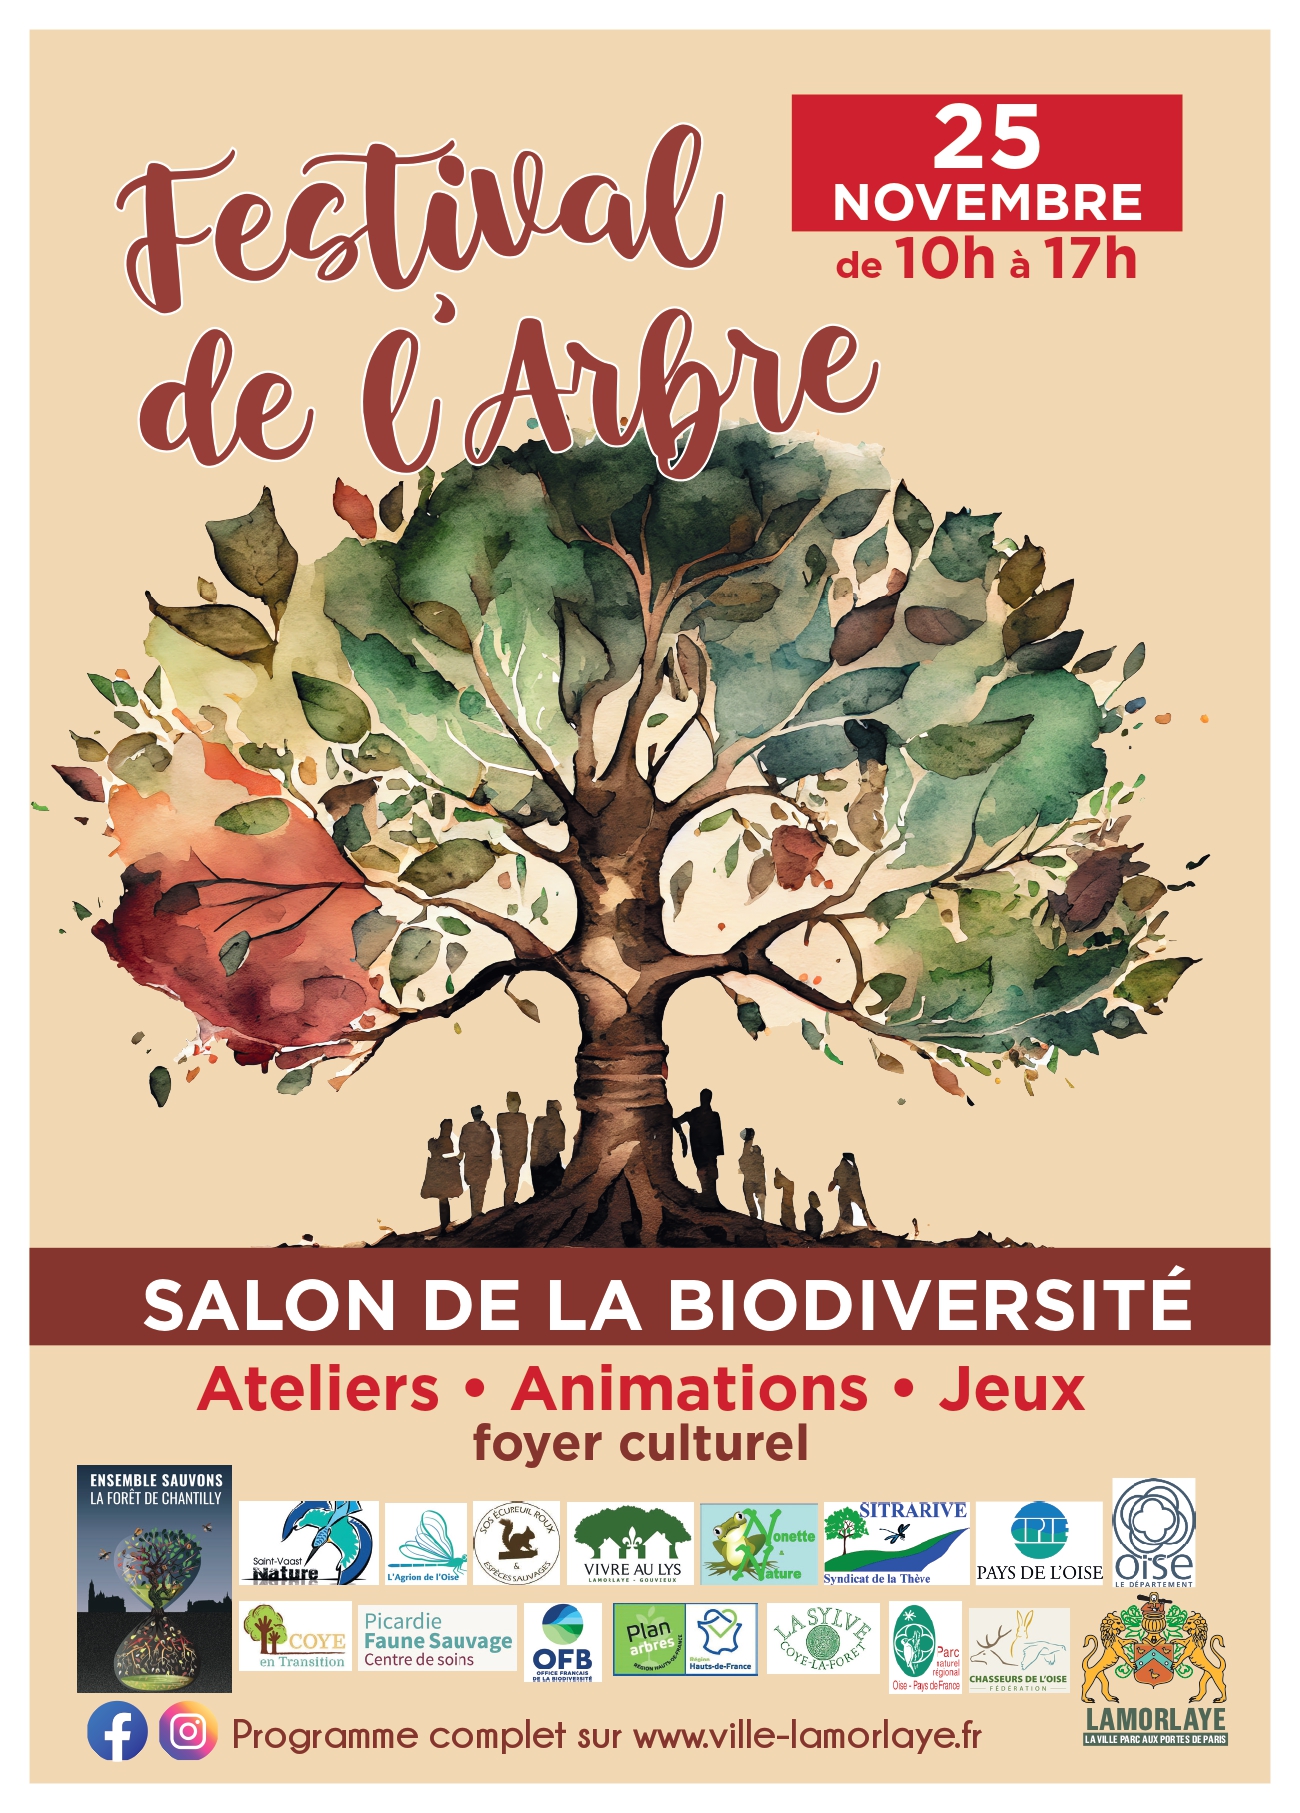 Festival
de l'Arbre
25
NOVEMBRE
de 10h à 17h
SALON DE LA BIODIVERSITÉ
Ateliers • Animations • Jeux
foyer culturel
ENSEMBLE SAUVONS
LA FORÊT DE CHANTILLY
Saint-Vaast
Nature
L'Agrion de l'Oise
SOS ÉCUREUIL ROUX
&
ESPÈCES SAUVAGES
VIVRE AU LYS
LAMORLAYE - GOUVIEUX
Nonette
Nature
SITRARIVE
Syndicat de la Thève
CPIE
PAYS DE L'OISE
Oise
LE DÉPARTEMENT
COYE
en Transition
Picardie
Faune Sauvage
Centre de soins
OFB
OFFICE FRANÇAIS
DE LA BIODIVERSITÉ
Plan
arbres
RÉGION HAUTS-DE-FRANCE
Région
Hauts-de-France
LA SYLVE
COYE-LA-FORÊT
Parc
naturel
régional
Oise - Pays de France
CHASSEURS DE L'OISE
FÉDÉRATION
LAMORLAYE
LA VILLE PARC AUX PORTES DE PARIS
Programme complet sur www.ville-lamorlaye.fr